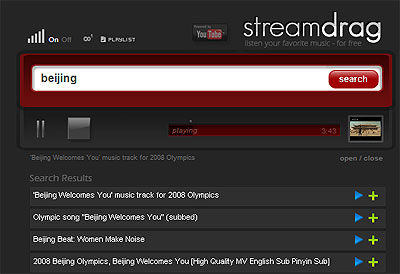 On Off
PLAYLIST
Powered by
YouTube
streamdrag
listen your favorite music - for free
beijing
search
playing
3:43
'Beijing Welcomes You' music track for 2008 Olympics
open / close
Search Results
'Beijing Welcomes You' music track for 2008 Olympics
Olympic song "Beijing Welcomes You" (subbed)
Beijing Beat: Women Make Noise
2008 Beijing Olympics, Beijing Welcomes You [High Quality MV English Sub Pinyin Sub]